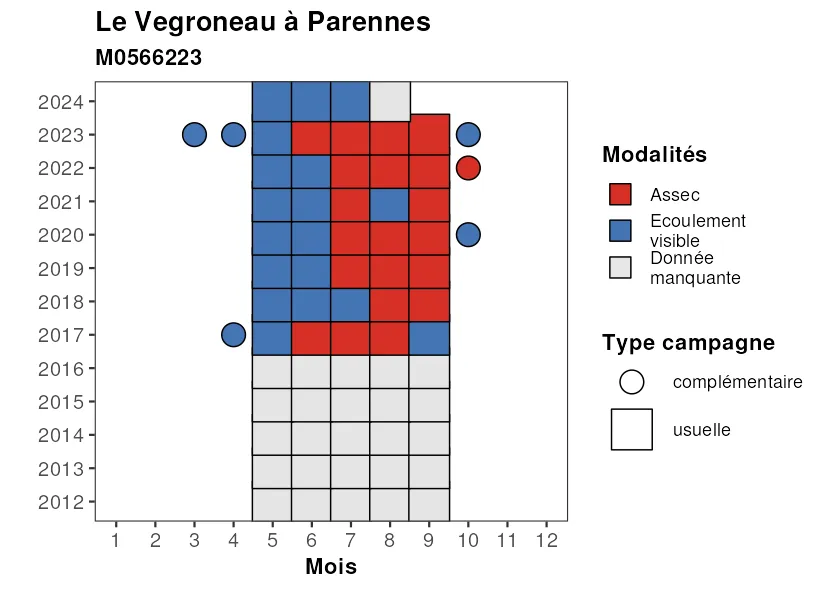 Le Vegroneau à Parennes
M0566223
2024
2023
2022
2021
2020
2019
2018
2017
2016
2015
2014
2013
2012
1 2 3 4 5 6 7 8 9 10 11 12
Mois
Modalités
Assec
Ecoulement
visible
Donnée
manquante
Type campagne
complémentaire
usuelle